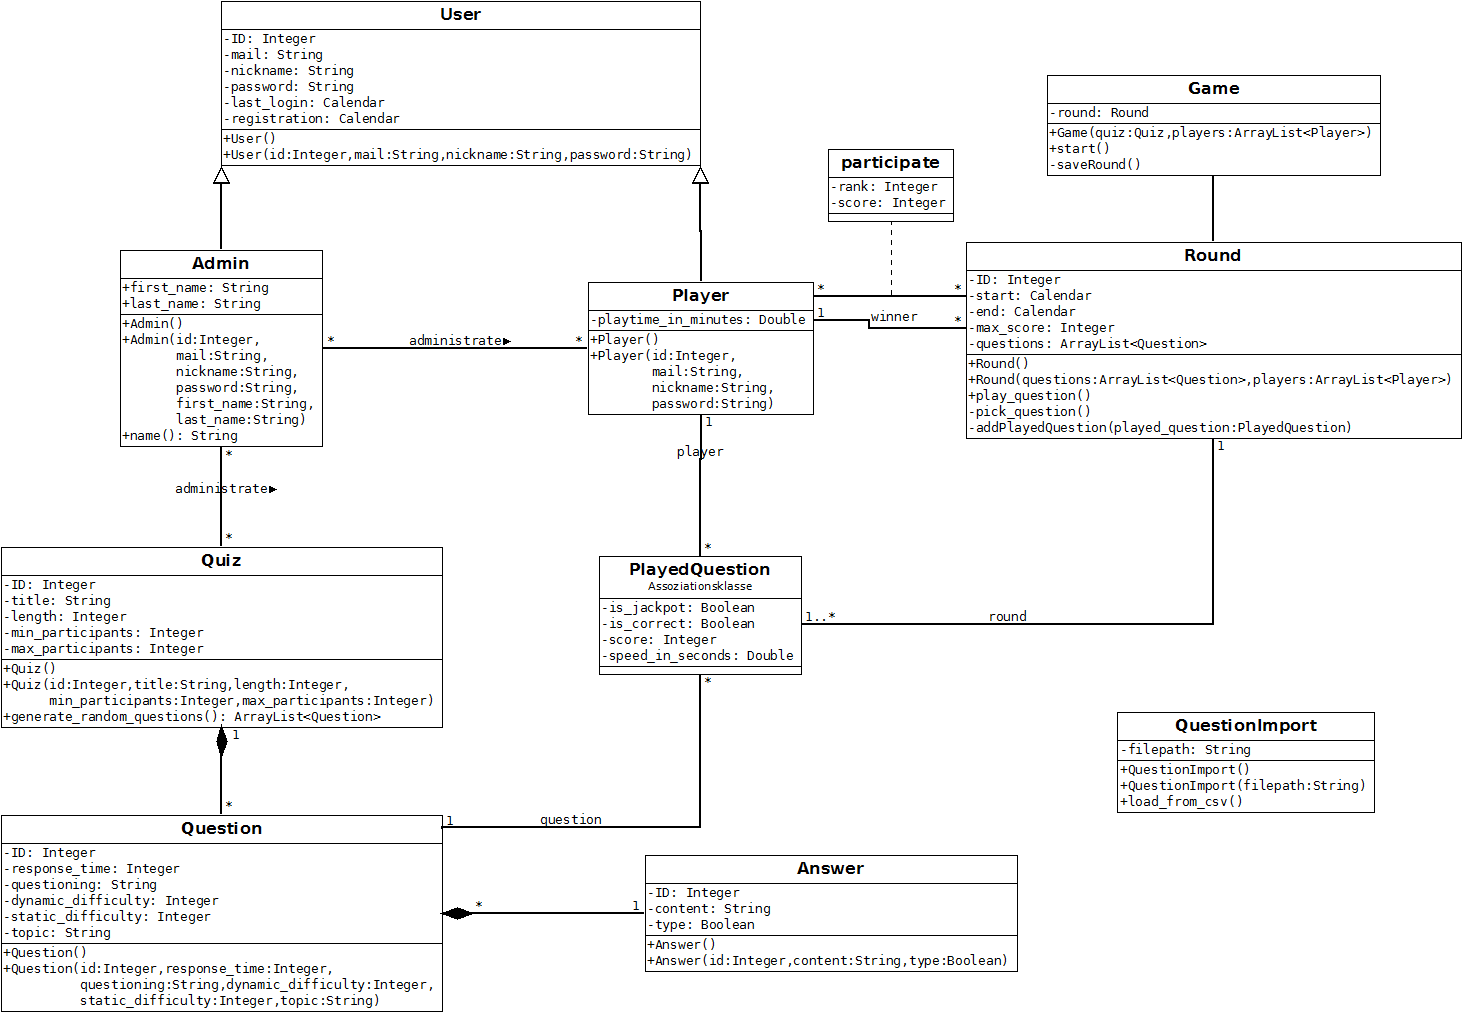 User
-ID: Integer
-mail: String
-nickname: String
-password: String
-last_login: Calendar
-registration: Calendar
+User()
+User(id:Integer,mail:String,nickname:String,password:String)
Game
-round: Round
+Game(quiz:Quiz,players:ArrayList<Player>)
+start()
-saveRound()
participate
-rank: Integer
-score: Integer
Admin
+first_name: String
+last_name: String
+Admin()
+Admin(id:Integer,
mail:String,
nickname:String,
password:String,
first_name:String,
last_name:String)
+name(): String
* administrate► *
Player
-playtime_in_minutes: Double
+Player()
+Player(id:Integer,
mail:String,
nickname:String,
password:String)
* *
1 winner *
Round
-ID: Integer
-start: Calendar
-end: Calendar
-max_score: Integer
-questions: ArrayList<Question>
+Round()
+Round(questions:ArrayList<Question>,players:ArrayList<Player>)
+play_question()
-pick_question()
-addPlayedQuestion(played_question:PlayedQuestion)
*
administrate►
*
1
player
*
1
Quiz
-ID: Integer
-title: String
-length: Integer
-min_participants: Integer
-max_participants: Integer
+Quiz()
+Quiz(id:Integer,title:String,length:Integer,
min_participants:Integer,max_participants:Integer)
+generate_random_questions(): ArrayList<Question>
PlayedQuestion
Assoziationsklasse
-is_jackpot: Boolean
-is_correct: Boolean
-score: Integer
-speed_in_seconds: Double
1..* round
*
1
*
QuestionImport
-filepath: String
+QuestionImport()
+QuestionImport(filepath:String)
+load_from_csv()
Question
-ID: Integer
-response_time: Integer
-questioning: String
-dynamic_difficulty: Integer
-static_difficulty: Integer
-topic: String
+Question()
+Question(id:Integer,response_time:Integer,
questioning:String,dynamic_difficulty:Integer,
static_difficulty:Integer,topic:String)
1 question
* 1
Answer
-ID: Integer
-content: String
-type: Boolean
+Answer()
+Answer(id:Integer,content:String,type:Boolean)